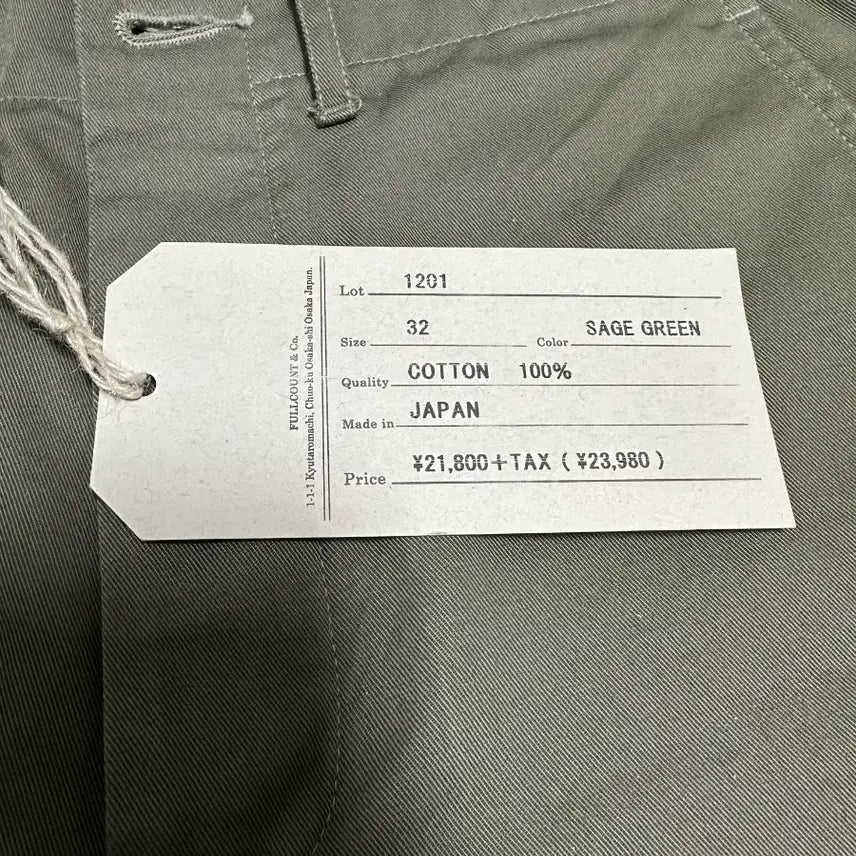 FULLCOUNT & Co.
1-1-1 Kyutaromachi, Chuo-ku Osaka-shi Osaka Japan.
Lot 1201
Size 32 Color SAGE GREEN
Quality COTTON 100%
Made in JAPAN
Price ¥21,800+TAX ( ¥23,980 )